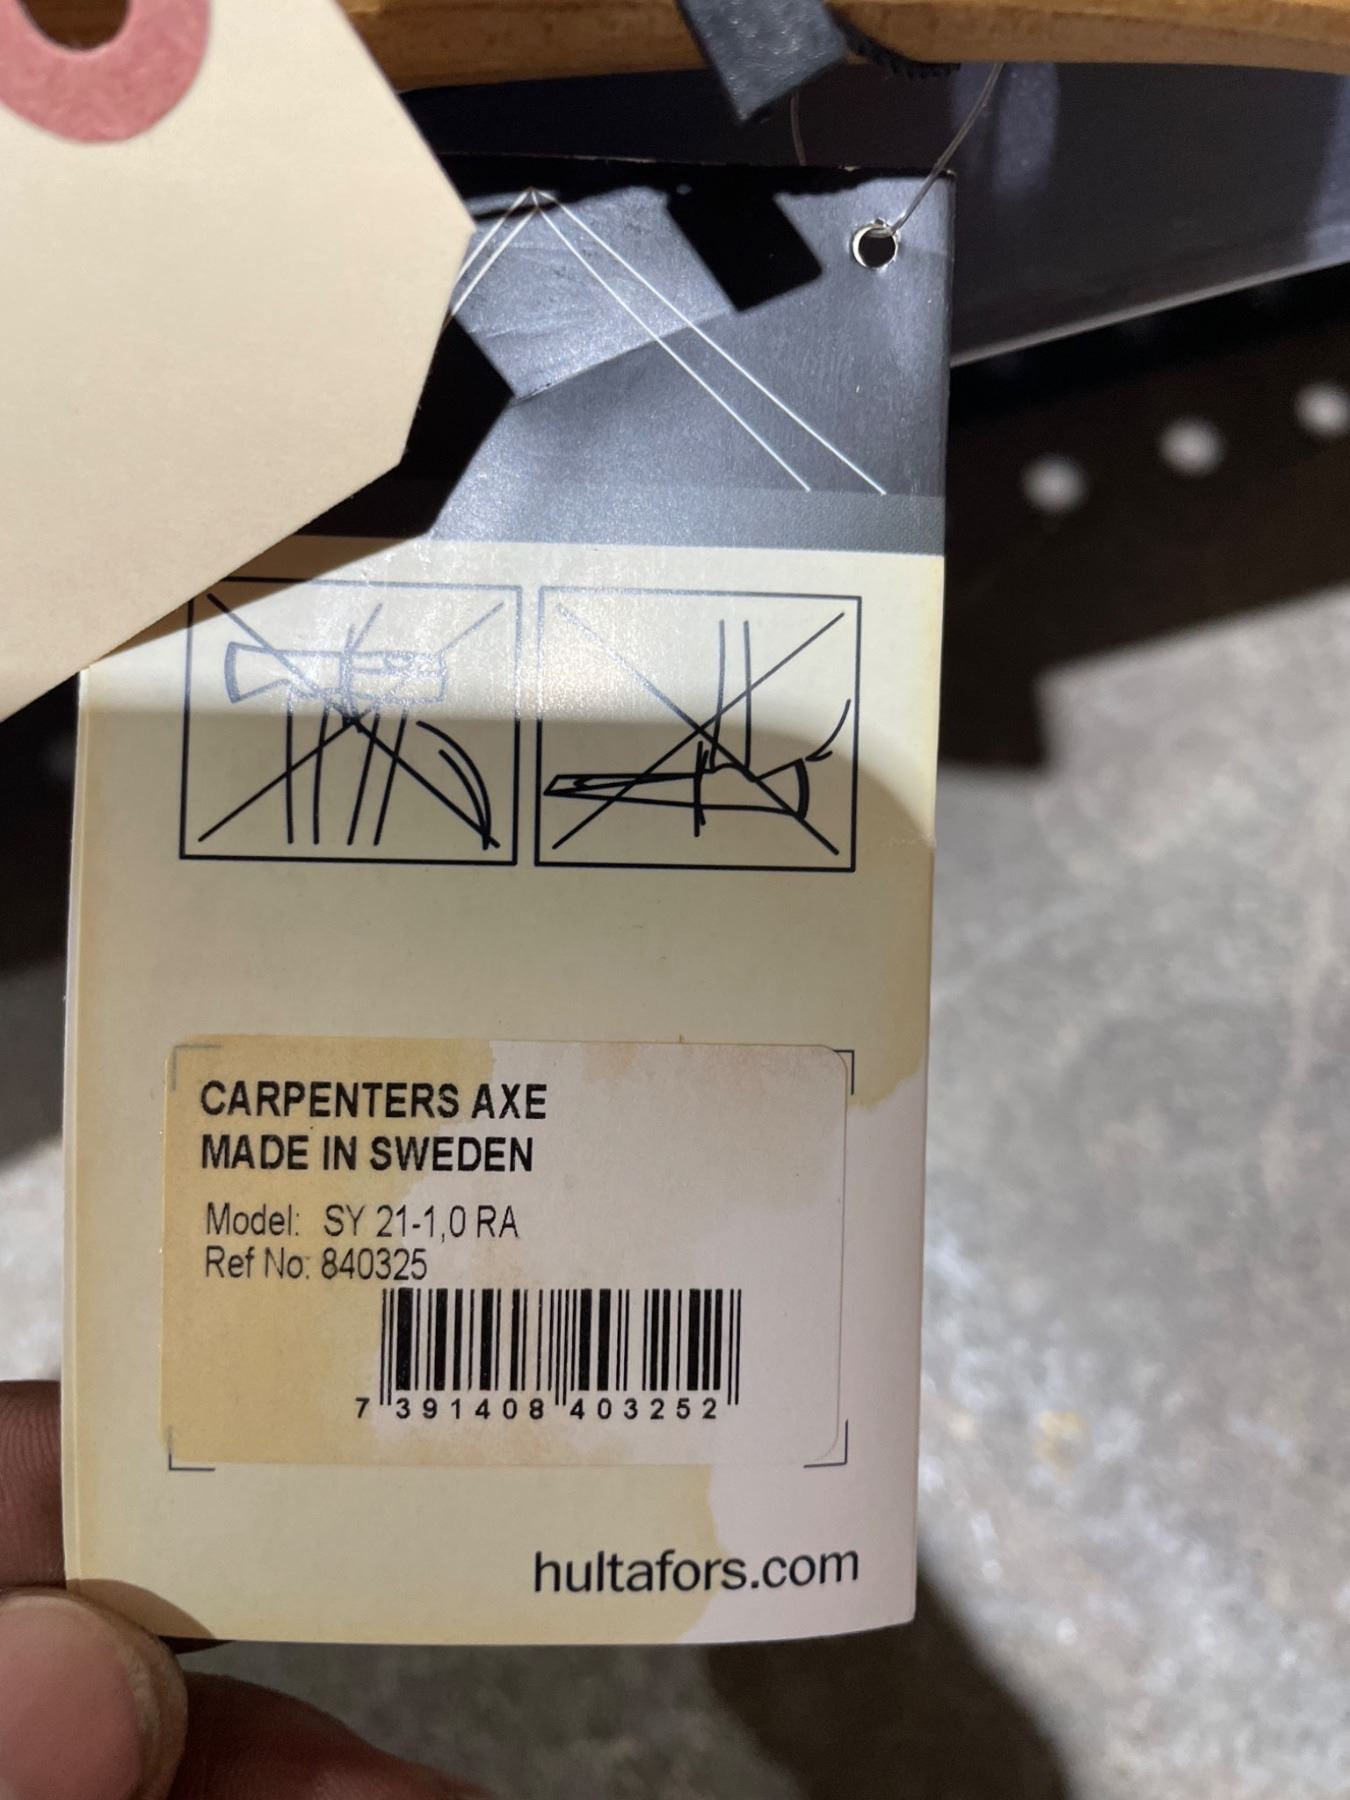 CARPENTERS AXE
MADE IN SWEDEN
Model: SY 21-1,0 RA
Ref No: 840325
7 391408 403252
hultafors.com